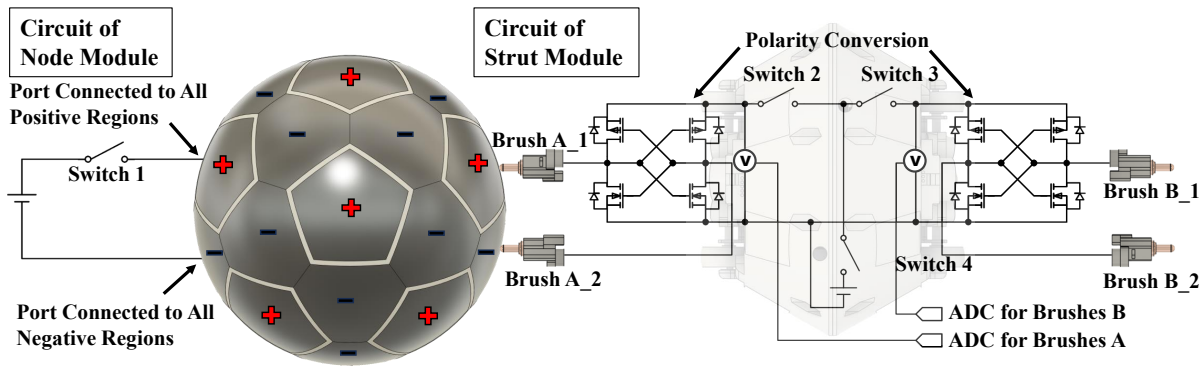 Circuit of
Node Module
Port Connected to All
Positive Regions
Switch 1
Port Connected to All
Negative Regions
Circuit of
Strut Module
Brush A_1
Brush A_2
Polarity Conversion
Switch 2
Switch 3
V
V
Switch 4
Brush B_1
Brush B_2
ADC for Brushes B
ADC for Brushes A